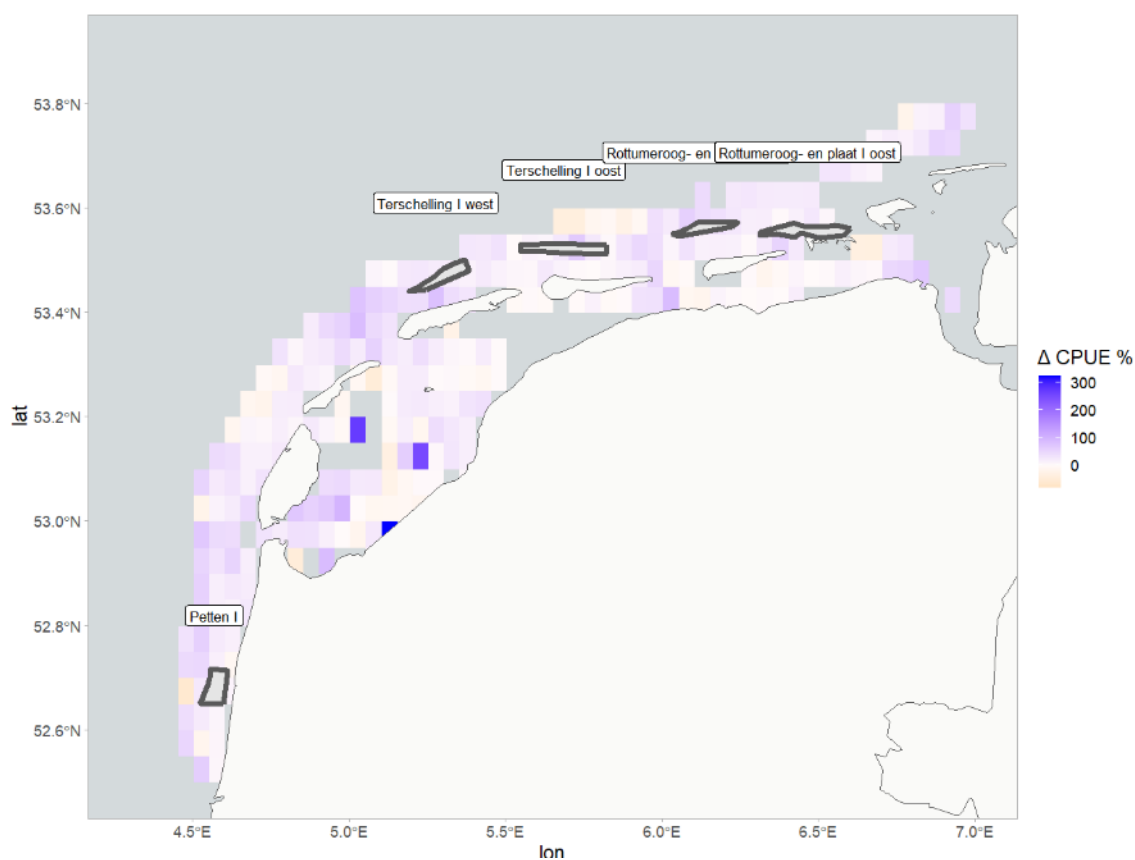 53.8°N
53.6°N
53.4°N
53.2°N
53.0°N
52.8°N
52.6°N
lat
Rottumeroog- en
Rottumeroog- en plaat I oost
Terschelling I oost
Terschelling I west
Petten I
Δ CPUE %
300
200
100
0
4.5°E
5.0°E
5.5°E
6.0°E
6.5°E
7.0°E
lon